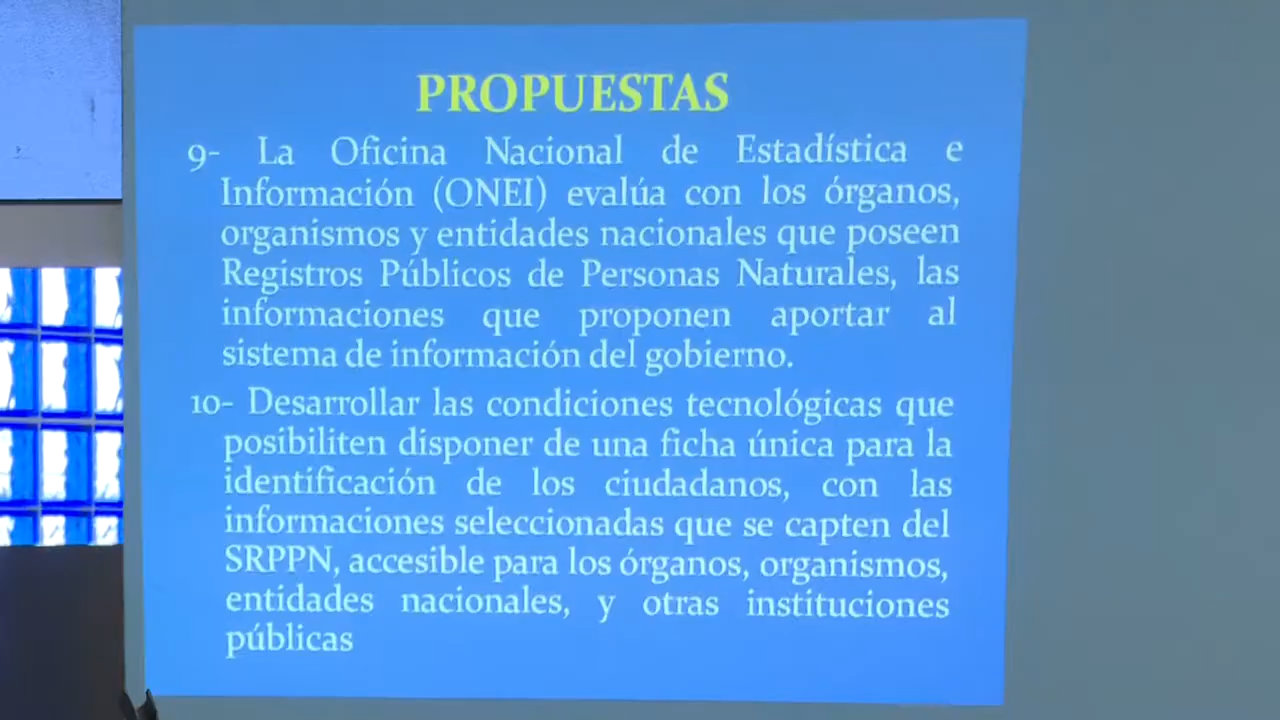 PROPUESTAS
9- La Oficina Nacional de Estadística e
Información (ONEI) evalúa con los órganos,
organismos y entidades nacionales que poseen
Registros Públicos de Personas Naturales, las
informaciones que proponen aportar al
sistema de información del gobierno.
10- Desarrollar las condiciones tecnológicas que
posibiliten disponer de una ficha única para la
identificación de los ciudadanos, con las
informaciones seleccionadas que se capten del
SRPPN, accesible para los órganos, organismos,
entidades nacionales, y otras instituciones
públicas